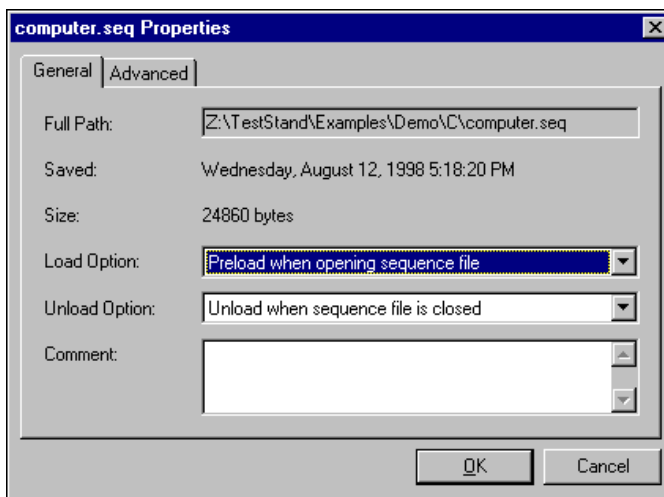 computer.seq Properties
General Advanced
Full Path: Z:\TestStand\Examples\Demo\C\computer.seq
Saved: Wednesday, August 12, 1998 5:18:20 PM
Size: 24860 bytes
Load Option: Preload when opening sequence file
Unload Option: Unload when sequence file is closed
Comment:
OK Cancel